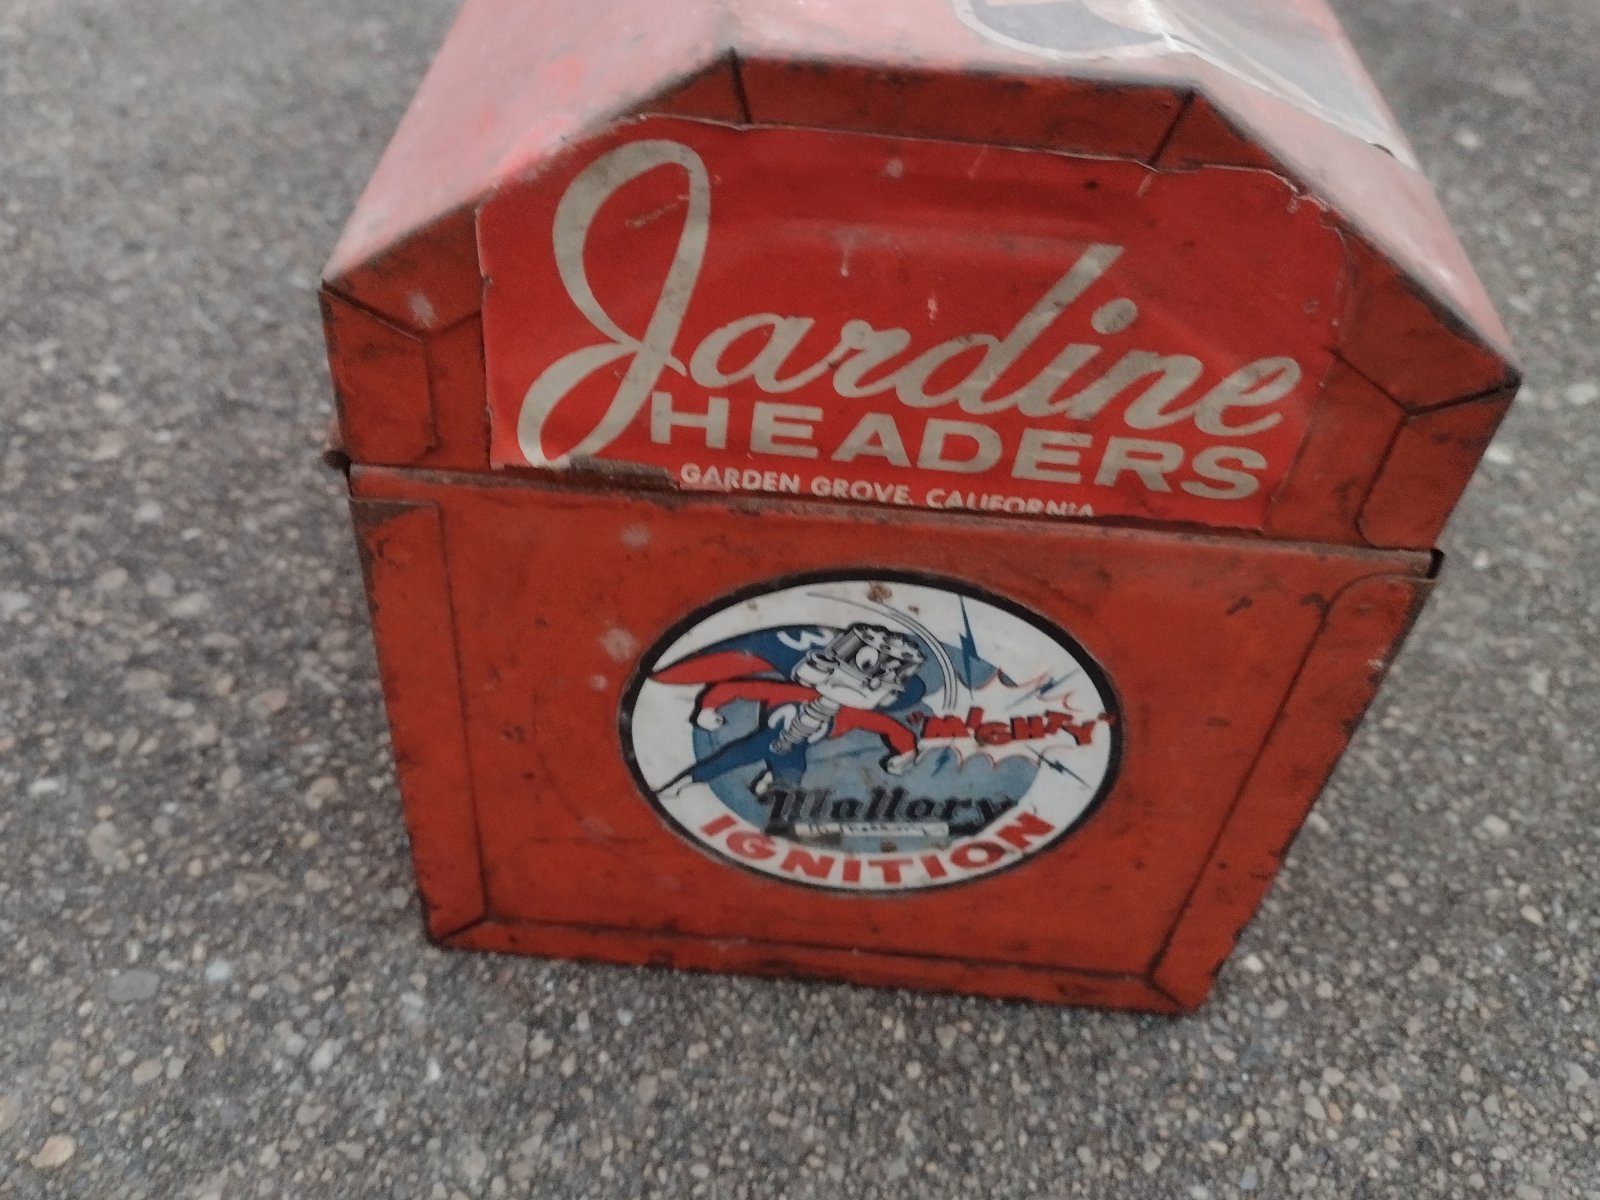 Jardine
HEADERS
GARDEN GROVE, CALIFORNIA
"MIGHTY"
Mallory
IGNITION